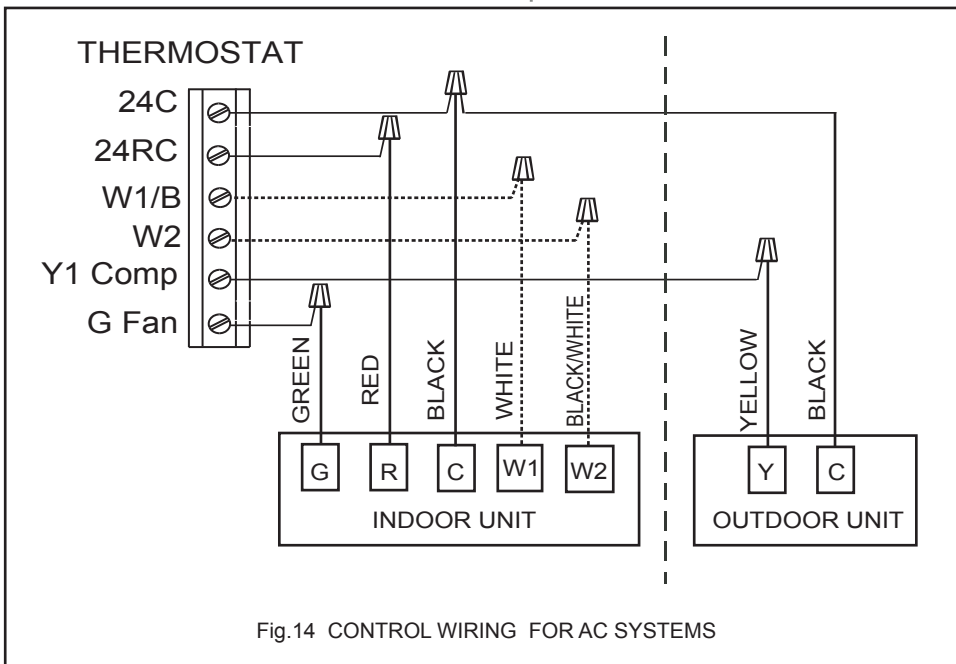 THERMOSTAT
24C
24RC
W1/B
W2
Y1 Comp
G Fan
GREEN
RED
BLACK
WHITE
BLACK/WHITE
YELLOW
BLACK
G
R
C
W1
W2
Y
C
INDOOR UNIT
OUTDOOR UNIT
Fig.14 CONTROL WIRING FOR AC SYSTEMS